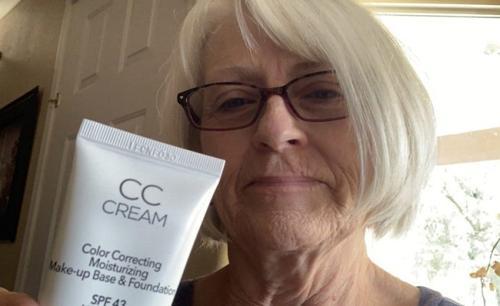 CC
CREAM
Color Correcting
Moisturizing
Make-up Base & Foundation
SPF 43